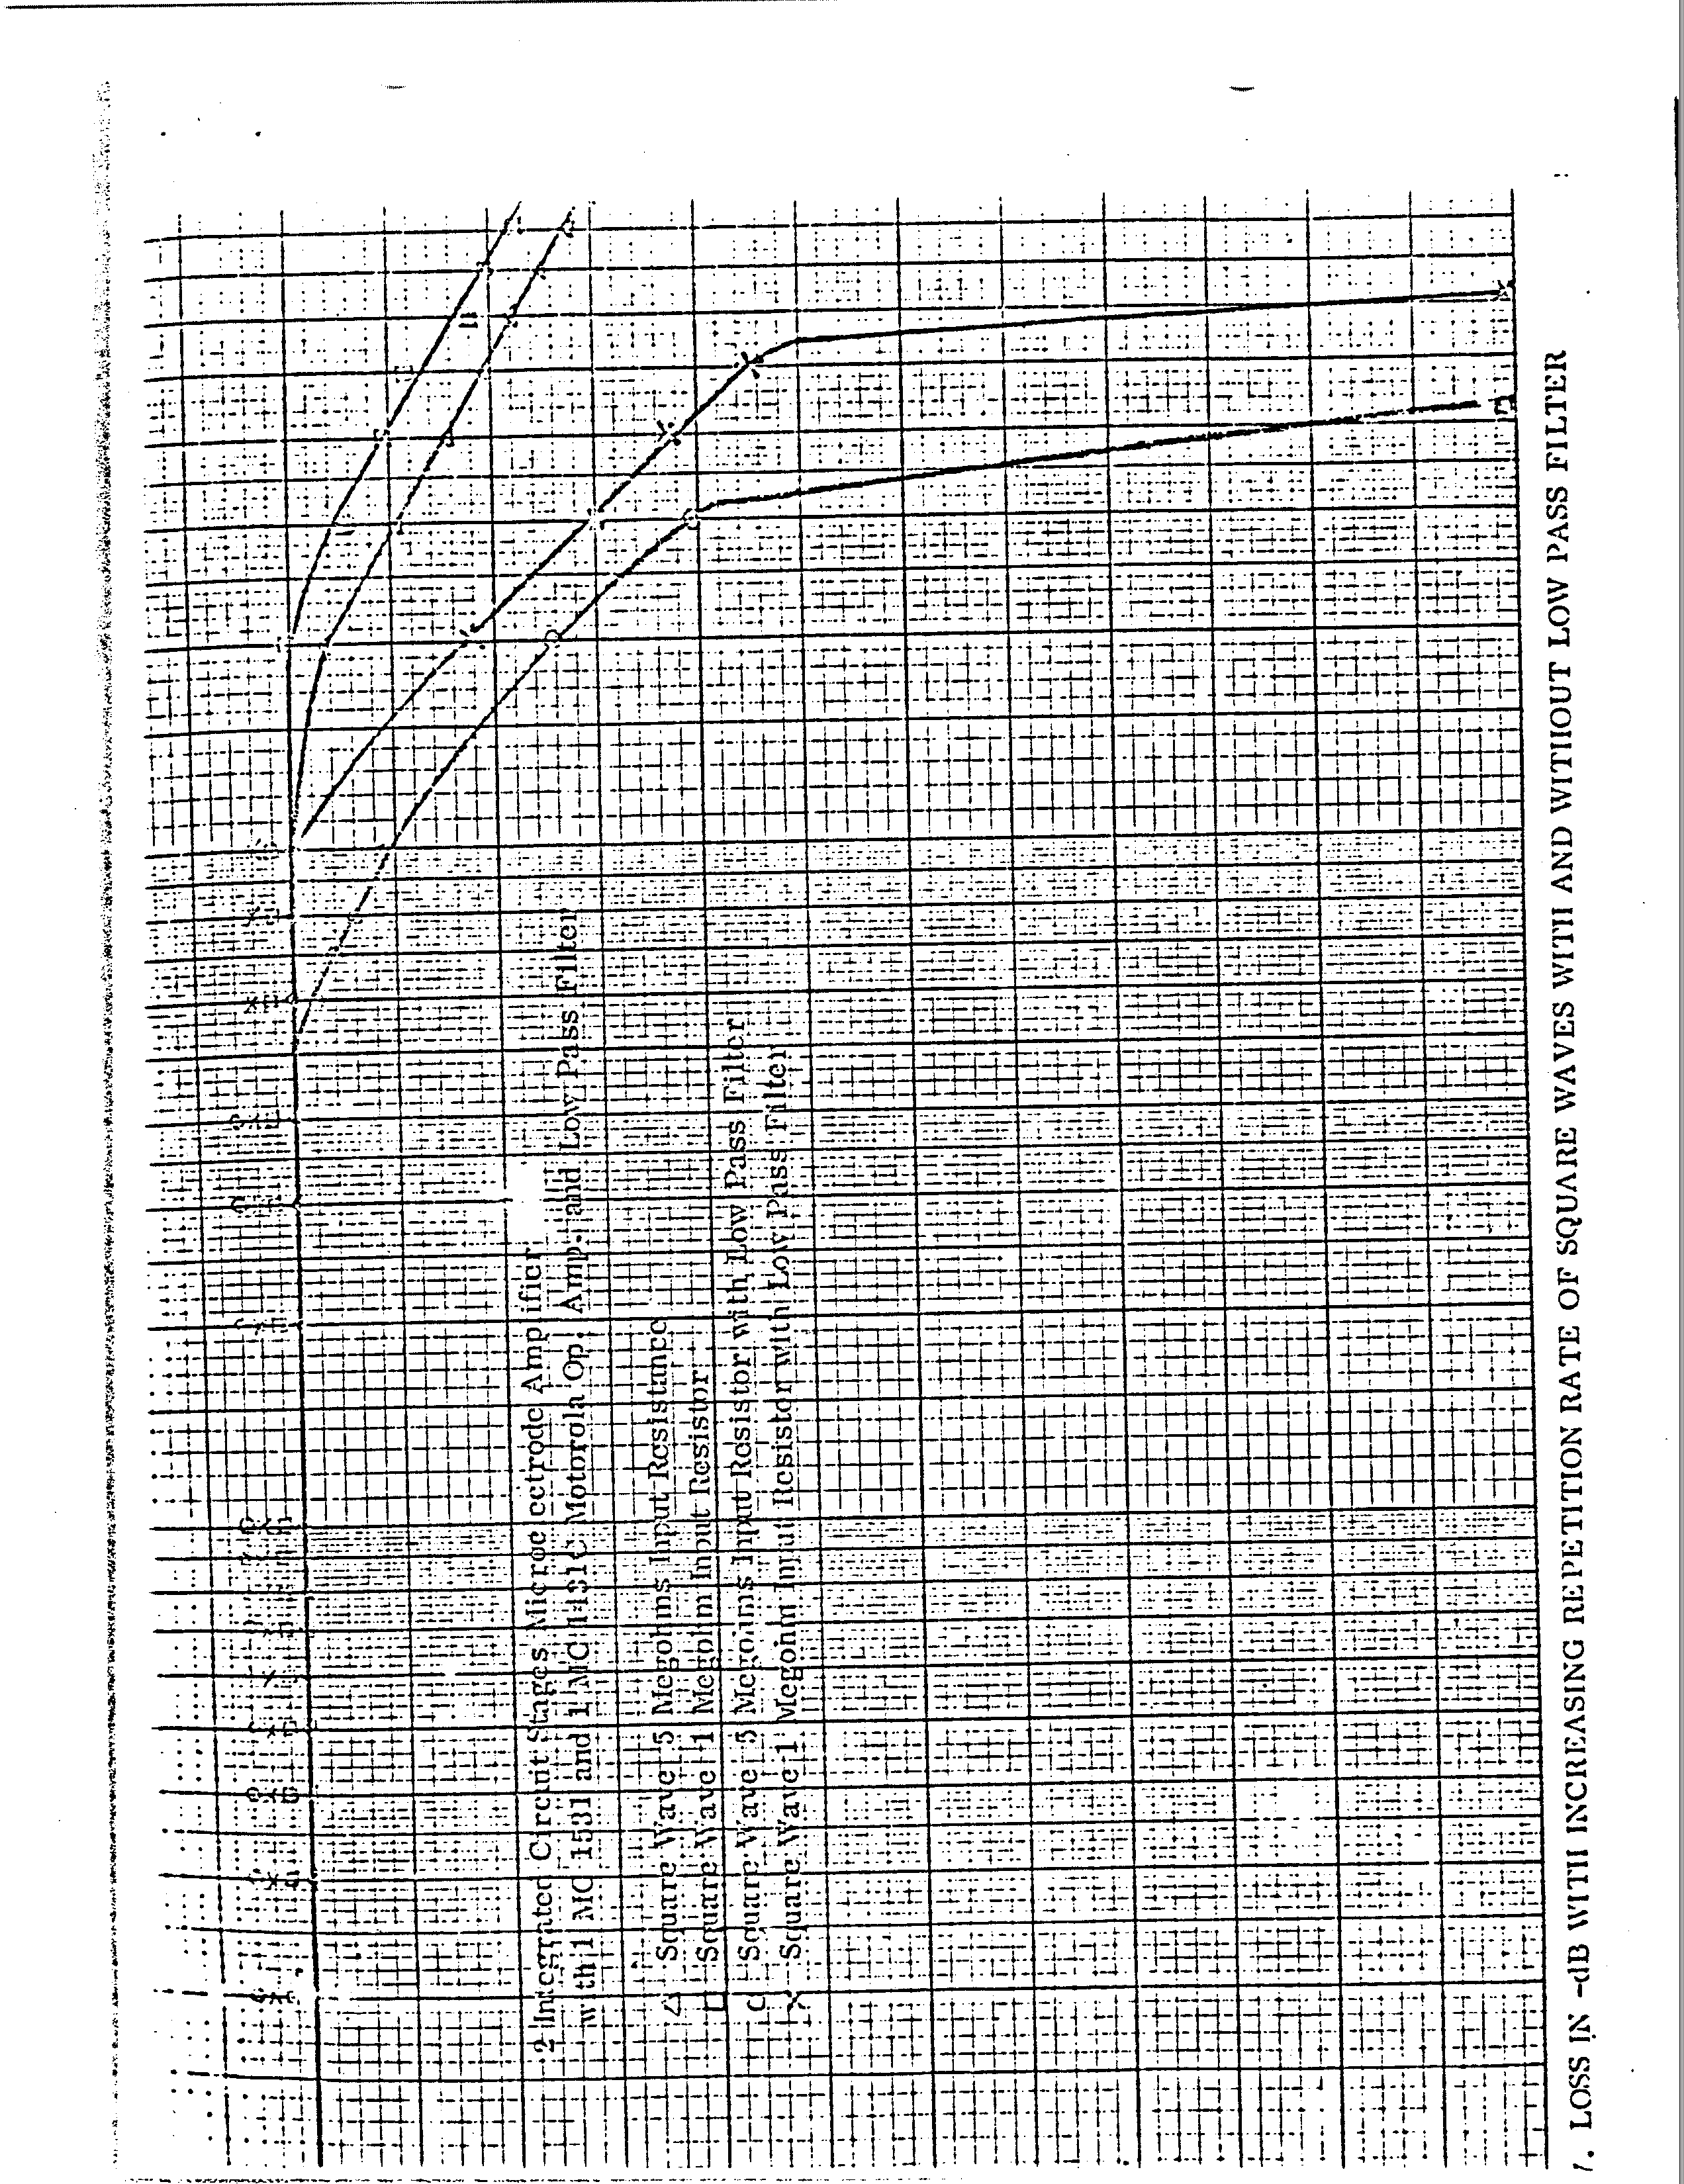 2 Integrated Circuit Stages Microelectrode Amplifier
with 1 MC 1531 and 1 MC 1431C Motorola Op. Amp. and Low Pass Filter
△ Square Wave 5 Megohms Input Resistance
□ Square Wave 1 Megohm Input Resistor
○ Square Wave 5 Megohms Input Resistor with Low Pass Filter
X Square Wave 1 Megohm Input Resistor with Low Pass Filter
7. LOSS IN -dB WITH INCREASING REPETITION RATE OF SQUARE WAVES WITH AND WITHOUT LOW PASS FILTER